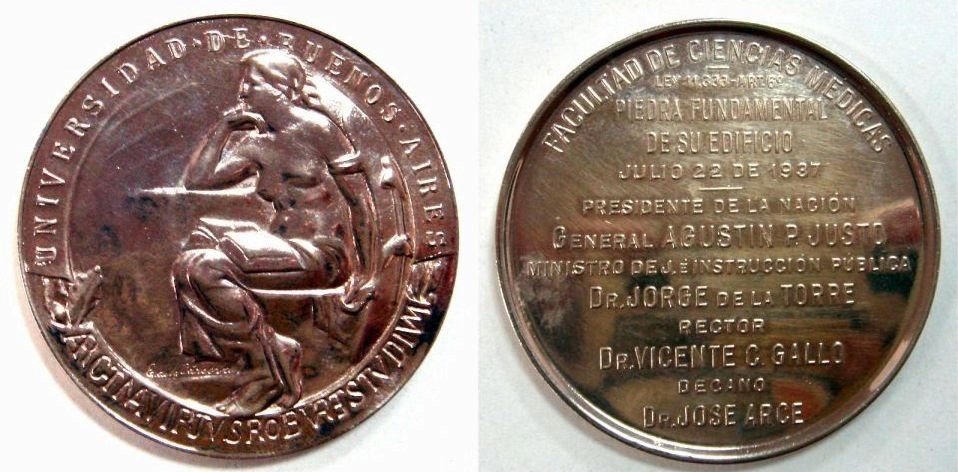 UNIVERSIDAD·DE·BUENOS·AIRES
FACULTAD DE CIENCIAS MÉDICAS
PIEDRA FUNDAMENTAL
DE SU EDIFICIO
JULIO 22 DE 1937
PRESIDENTE DE LA NACIÓN
GENERAL AGUSTIN P. JUSTO
MINISTRO DE J. E INSTRUCCIÓN PÚBLICA
DR. JORGE DE LA TORRE
RECTOR
DR. VICENTE C. GALLO
DECANO
DR. JOSE ARCE